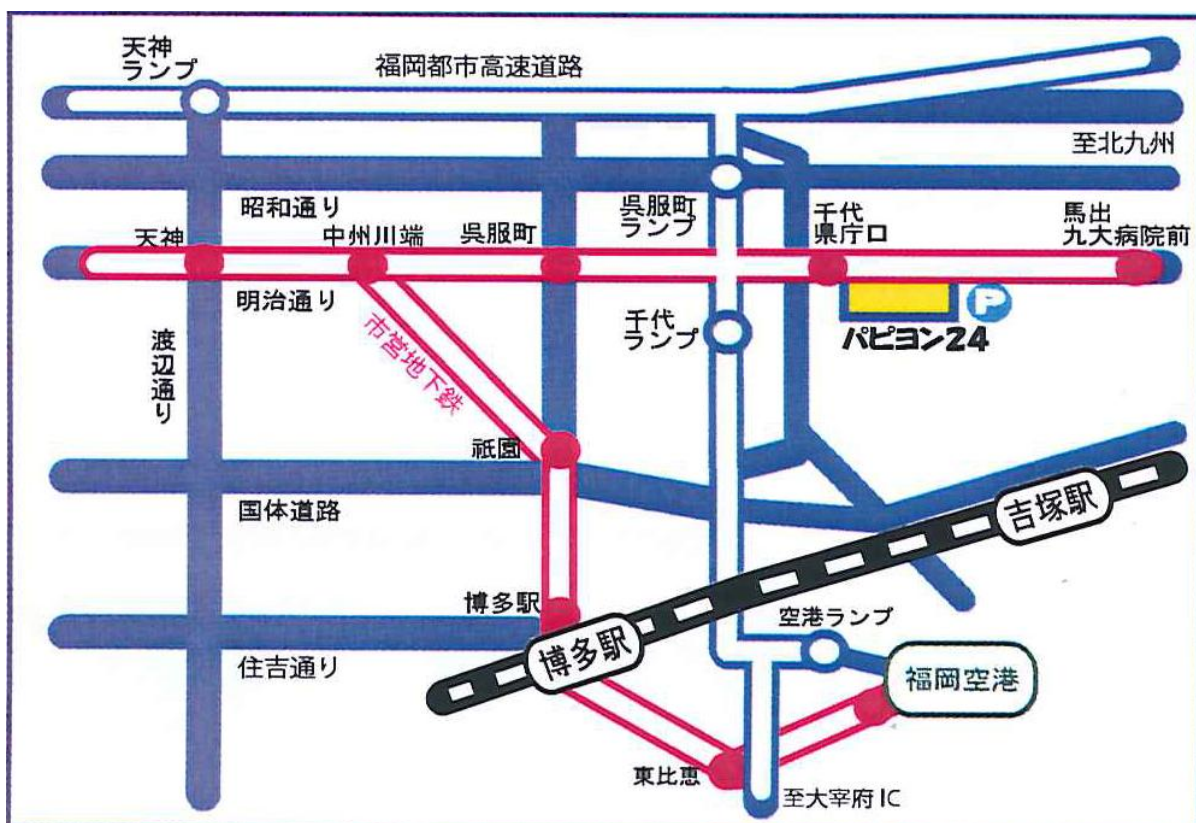 天神
ランプ
福岡都市高速道路
至北九州
昭和通り
呉服町
ランプ
千代
県庁口
馬出
九大病院前
天神
中州川端
呉服町
明治通り
P
パピヨン24
千代
ランプ
渡辺通り
市営地下鉄
祇園
国体道路
吉塚駅
博多駅
空港ランプ
住吉通り
博多駅
福岡空港
東比恵
至大宰府IC